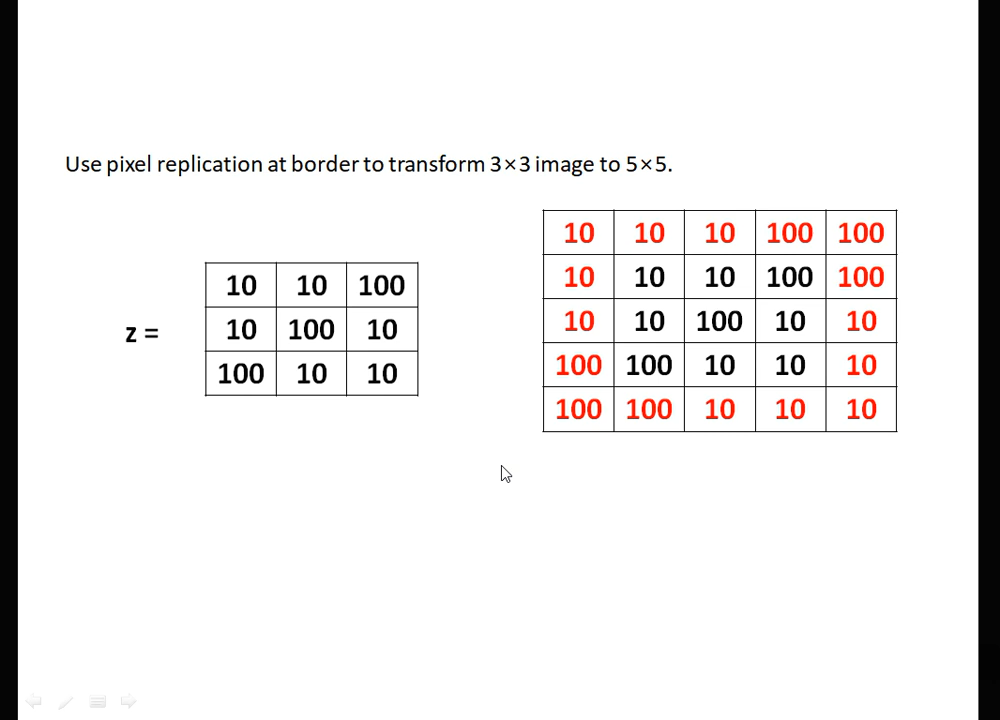 Use pixel replication at border to transform 3×3 image to 5×5.
z =
10 10 100
10 100 10
100 10 10
10 10 10 100 100
10 10 10 100 100
10 10 100 10 10
100 100 10 10 10
100 100 10 10 10